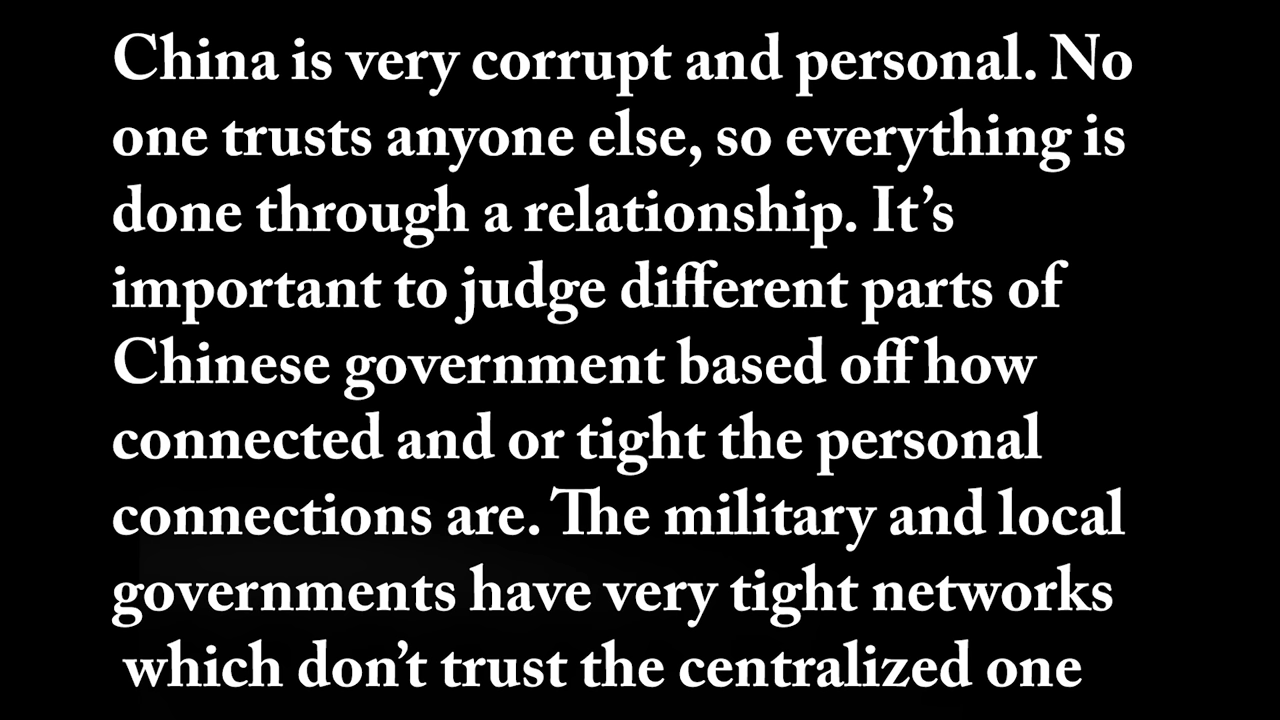 China is very corrupt and personal. No
one trusts anyone else, so everything is
done through a relationship. It’s
important to judge different parts of
Chinese government based off how
connected and or tight the personal
connections are. The military and local
governments have very tight networks
which don’t trust the centralized one